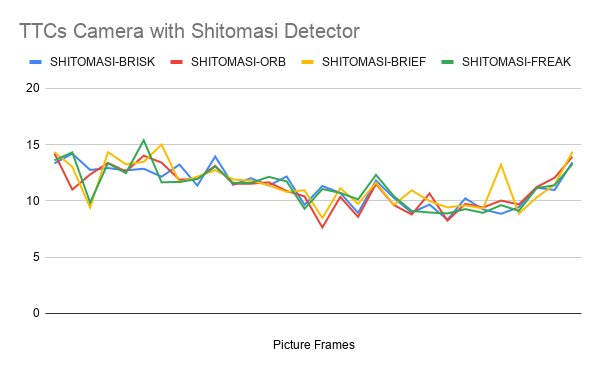 TTCs Camera with Shitomasi Detector
SHITOMASI-BRISK SHITOMASI-ORB SHITOMASI-BRIEF SHITOMASI-FREAK
20
15
10
5
0
Picture Frames